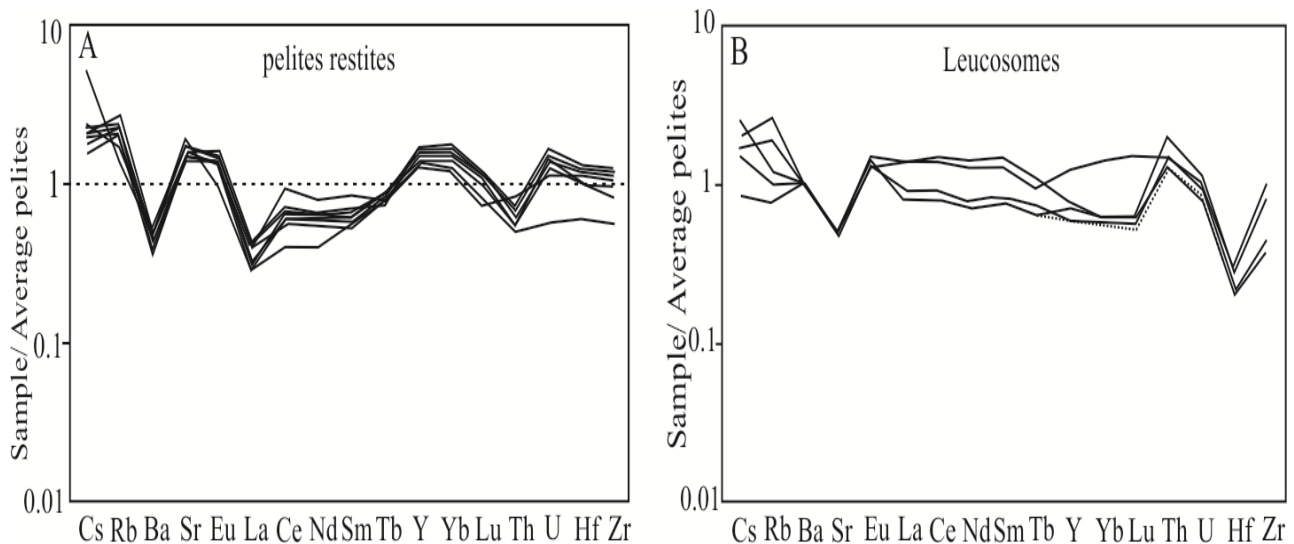 A
pelites restites
10
1
0.1
0.01
Sample/ Average pelites
Cs Rb Ba Sr Eu La Ce Nd Sm Tb Y Yb Lu Th U Hf Zr
B
Leucosomes
10
1
0.1
0.01
Sample/ Average pelites
Cs Rb Ba Sr Eu La Ce Nd Sm Tb Y Yb Lu Th U Hf Zr